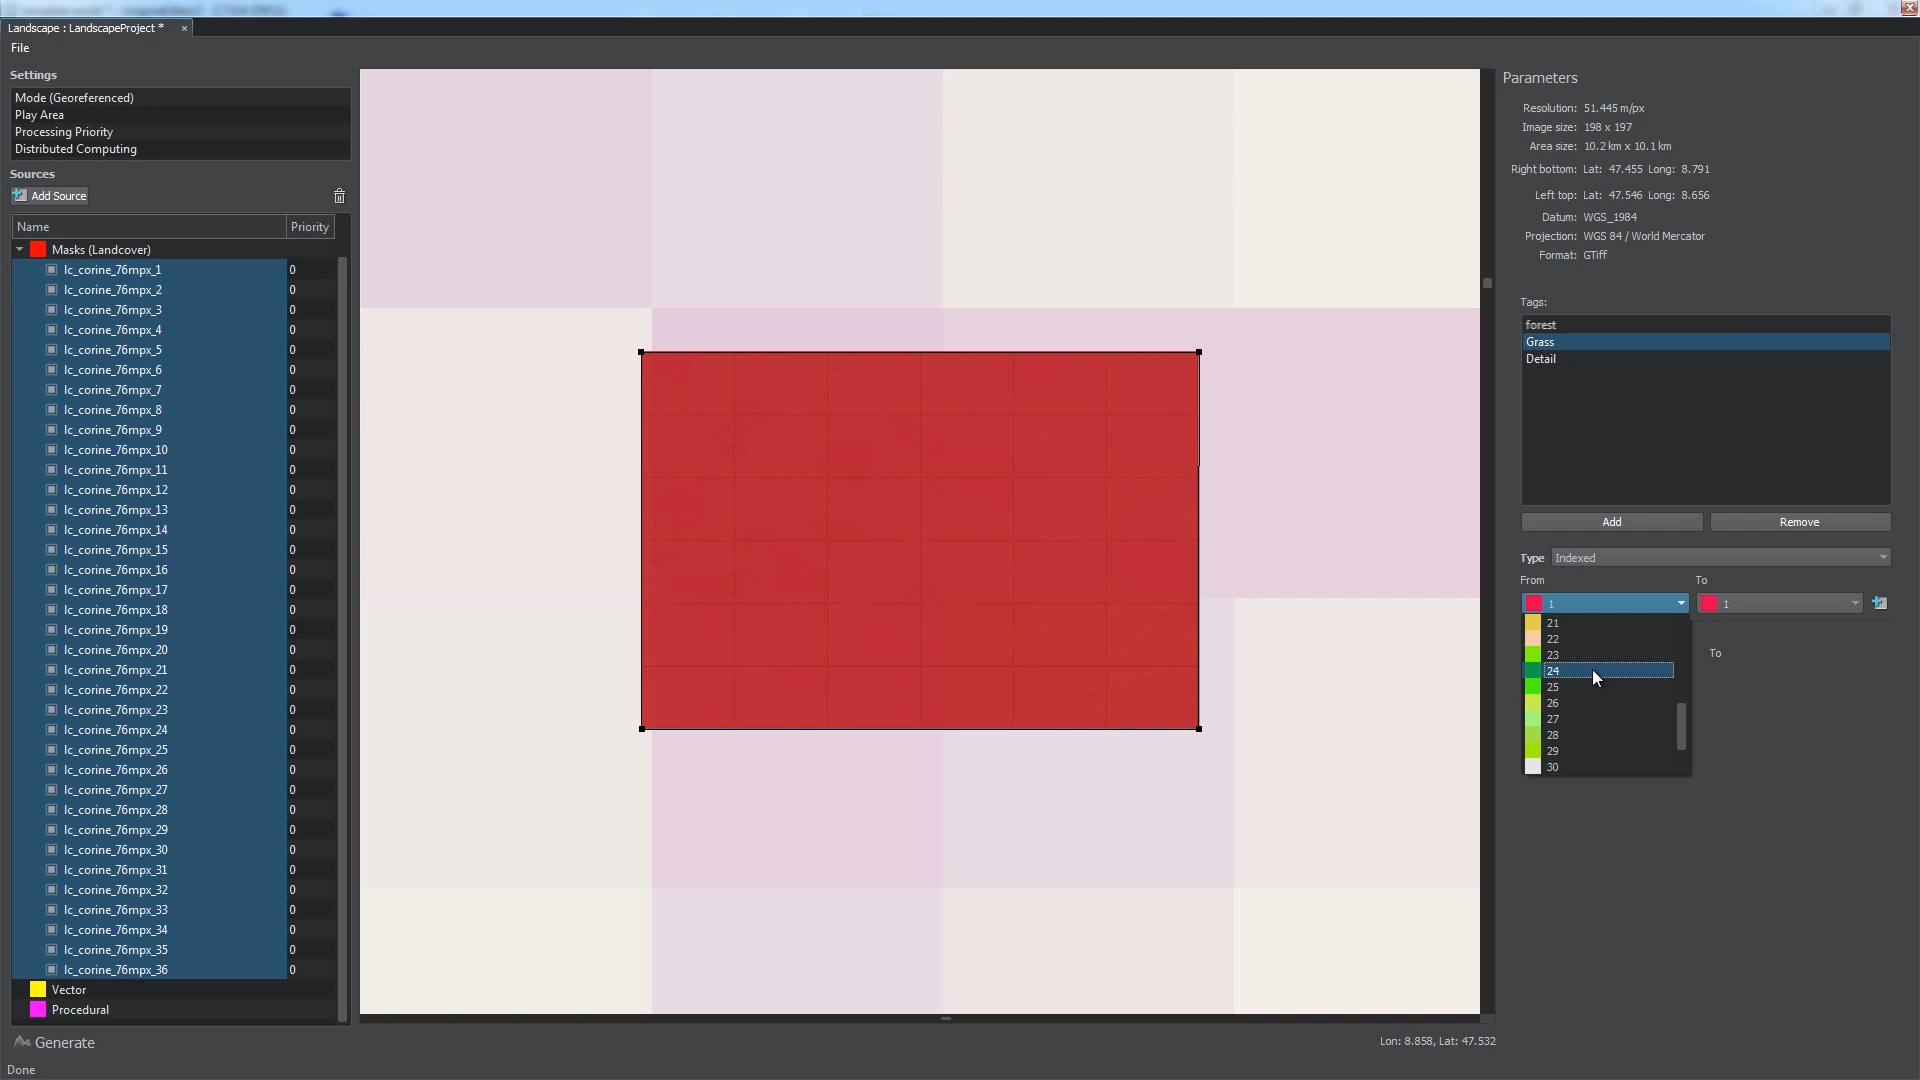 Landscape : LandscapeProject *
File
Settings
Mode (Georeferenced)
Play Area
Processing Priority
Distributed Computing
Sources
Add Source
Name Priority
Masks (Landcover)
lc_corine_76mpx_1 0
lc_corine_76mpx_2 0
lc_corine_76mpx_3 0
lc_corine_76mpx_4 0
lc_corine_76mpx_5 0
lc_corine_76mpx_6 0
lc_corine_76mpx_7 0
lc_corine_76mpx_8 0
lc_corine_76mpx_9 0
lc_corine_76mpx_10 0
lc_corine_76mpx_11 0
lc_corine_76mpx_12 0
lc_corine_76mpx_13 0
lc_corine_76mpx_14 0
lc_corine_76mpx_15 0
lc_corine_76mpx_16 0
lc_corine_76mpx_17 0
lc_corine_76mpx_18 0
lc_corine_76mpx_19 0
lc_corine_76mpx_20 0
lc_corine_76mpx_21 0
lc_corine_76mpx_22 0
lc_corine_76mpx_23 0
lc_corine_76mpx_24 0
lc_corine_76mpx_25 0
lc_corine_76mpx_26 0
lc_corine_76mpx_27 0
lc_corine_76mpx_28 0
lc_corine_76mpx_29 0
lc_corine_76mpx_30 0
lc_corine_76mpx_31 0
lc_corine_76mpx_32 0
lc_corine_76mpx_33 0
lc_corine_76mpx_34 0
lc_corine_76mpx_35 0
lc_corine_76mpx_36 0
Vector
Procedural
Generate
Done
Lon: 8.858, Lat: 47.532
Parameters
Resolution: 51.445 m/px
Image size: 198 x 197
Area size: 10.2 km x 10.1 km
Right bottom: Lat: 47.455 Long: 8.791
Left top: Lat: 47.546 Long: 8.656
Datum: WGS_1984
Projection: WGS 84 / World Mercator
Format: GTiff
Tags:
forest
Grass
Detail
Add Remove
Type Indexed
From To
1 1
To
21
22
23
24
25
26
27
28
29
30